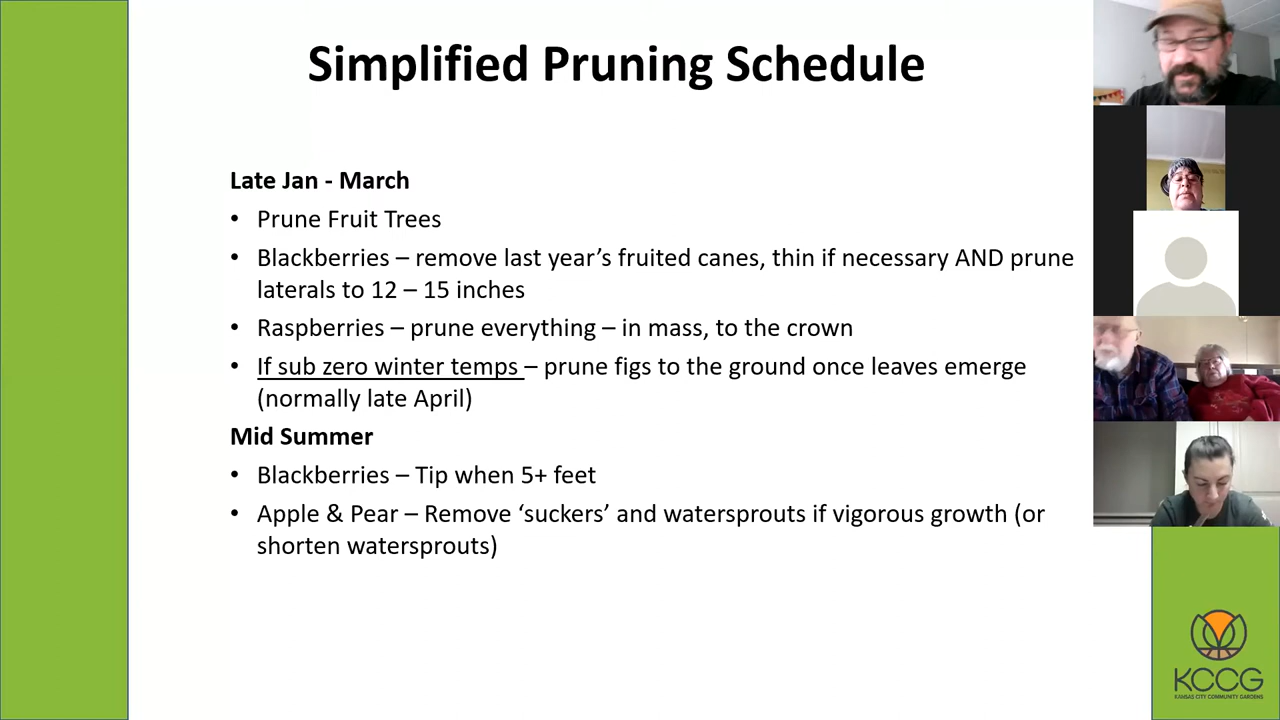 Simplified Pruning Schedule
Late Jan - March
• Prune Fruit Trees
• Blackberries – remove last year’s fruited canes, thin if necessary AND prune
laterals to 12 – 15 inches
• Raspberries – prune everything – in mass, to the crown
• If sub zero winter temps – prune figs to the ground once leaves emerge
(normally late April)
Mid Summer
• Blackberries – Tip when 5+ feet
• Apple & Pear – Remove ‘suckers’ and watersprouts if vigorous growth (or
shorten watersprouts)
KCCG
KANSAS CITY COMMUNITY GARDENS